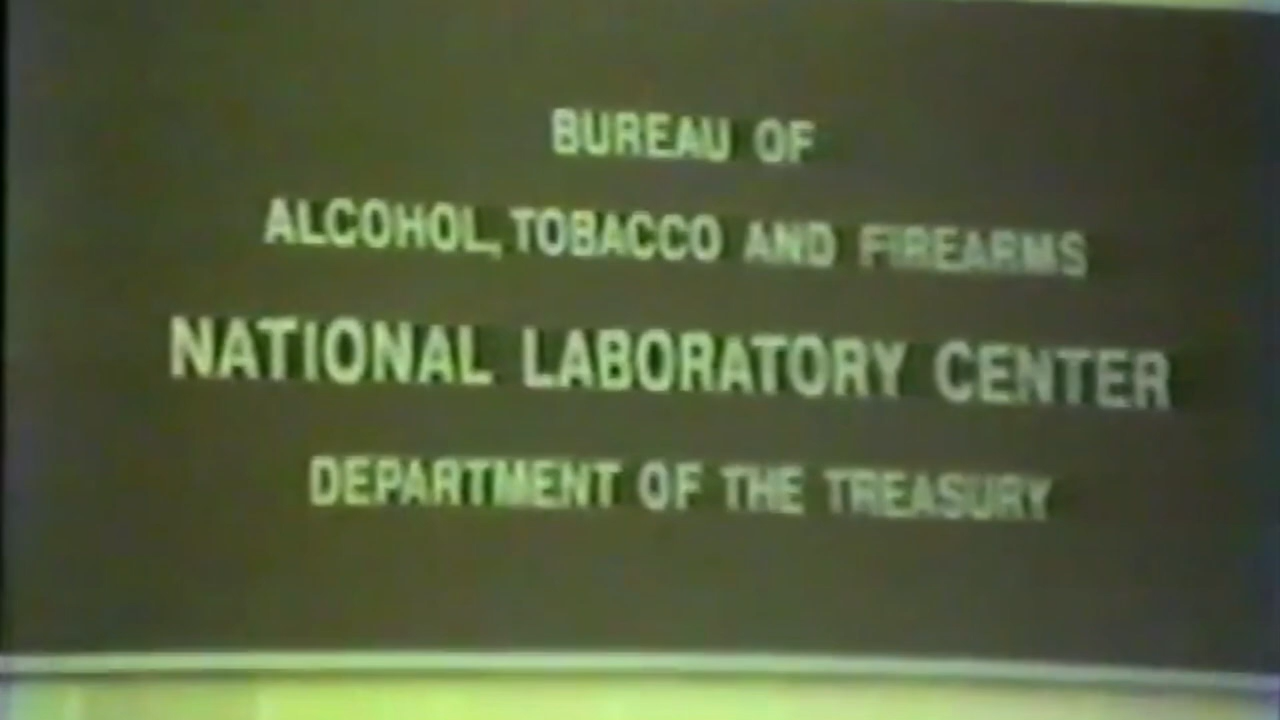 BUREAU OF
ALCOHOL, TOBACCO AND FIREARMS
NATIONAL LABORATORY CENTER
DEPARTMENT OF THE TREASURY